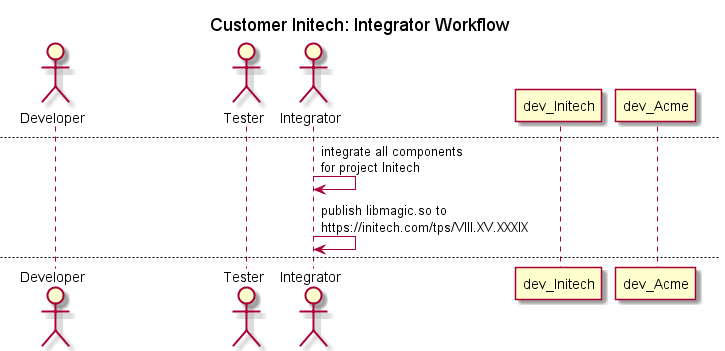 Customer Initech: Integrator Workflow
Developer
Tester
Integrator
dev_Initech
dev_Acme
integrate all components
for project Initech
publish libmagic.so to
https://initech.com/tps/VIII.XV.XXXIX
Developer
Tester
Integrator
dev_Initech
dev_Acme